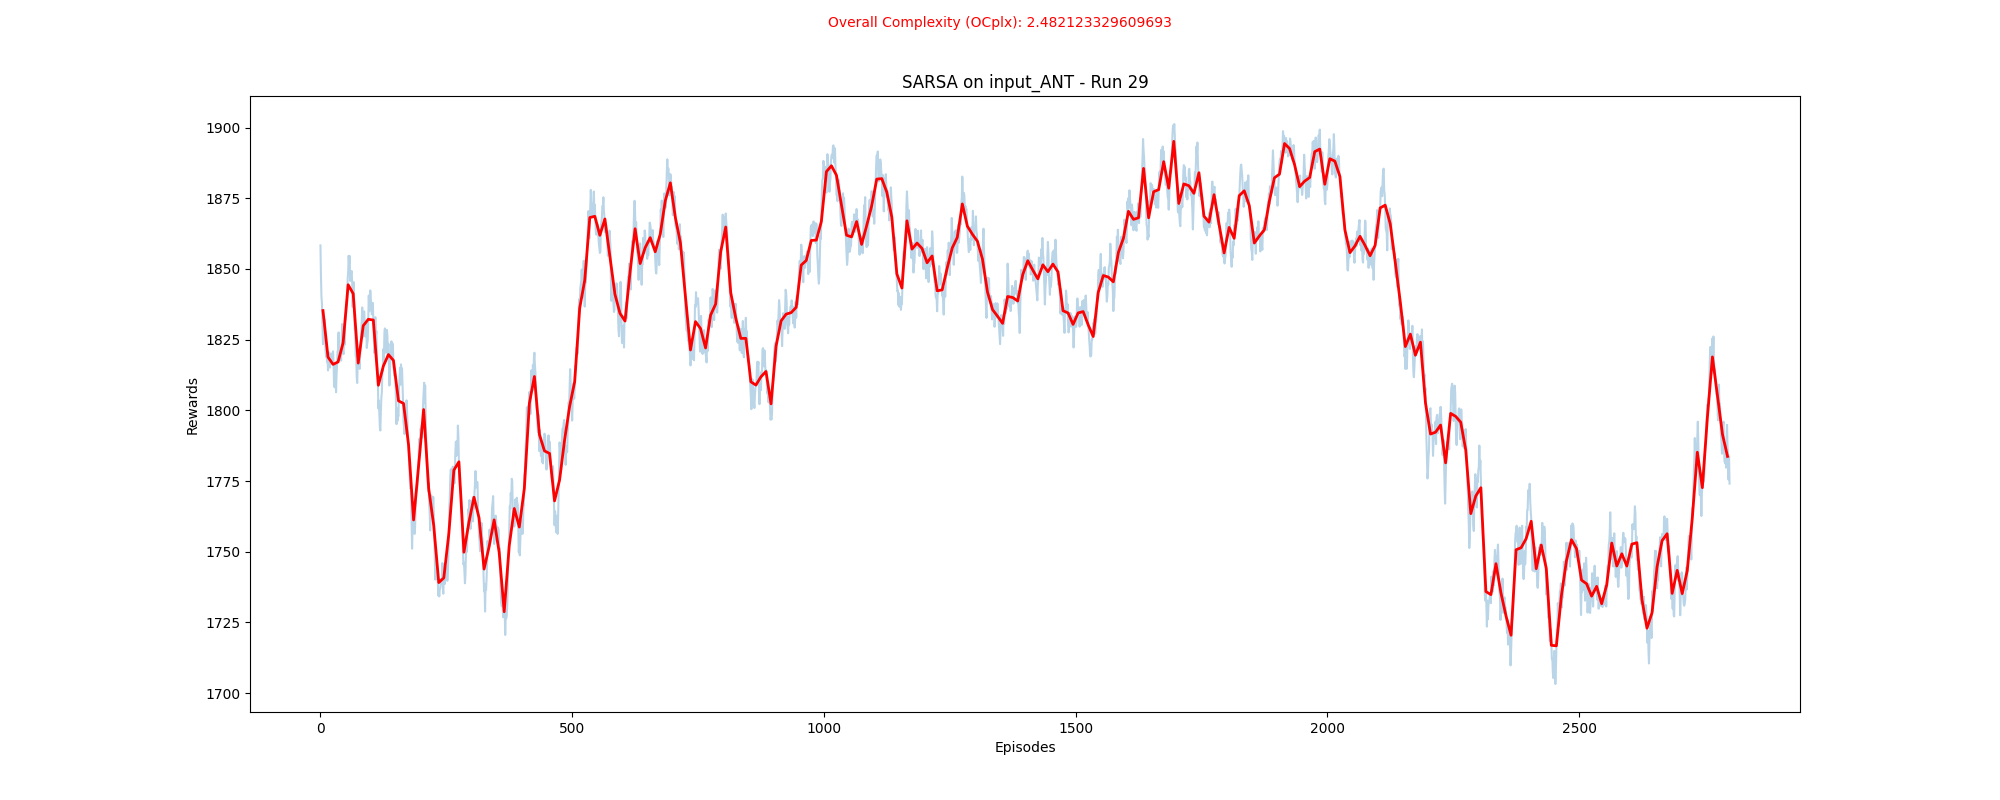 Overall Complexity (OCplx): 2.482123329609693
SARSA on input_ANT - Run 29
1900
1875
1850
1825
1800
1775
1750
1725
1700
Rewards
0 500 1000 1500 2000 2500
Episodes